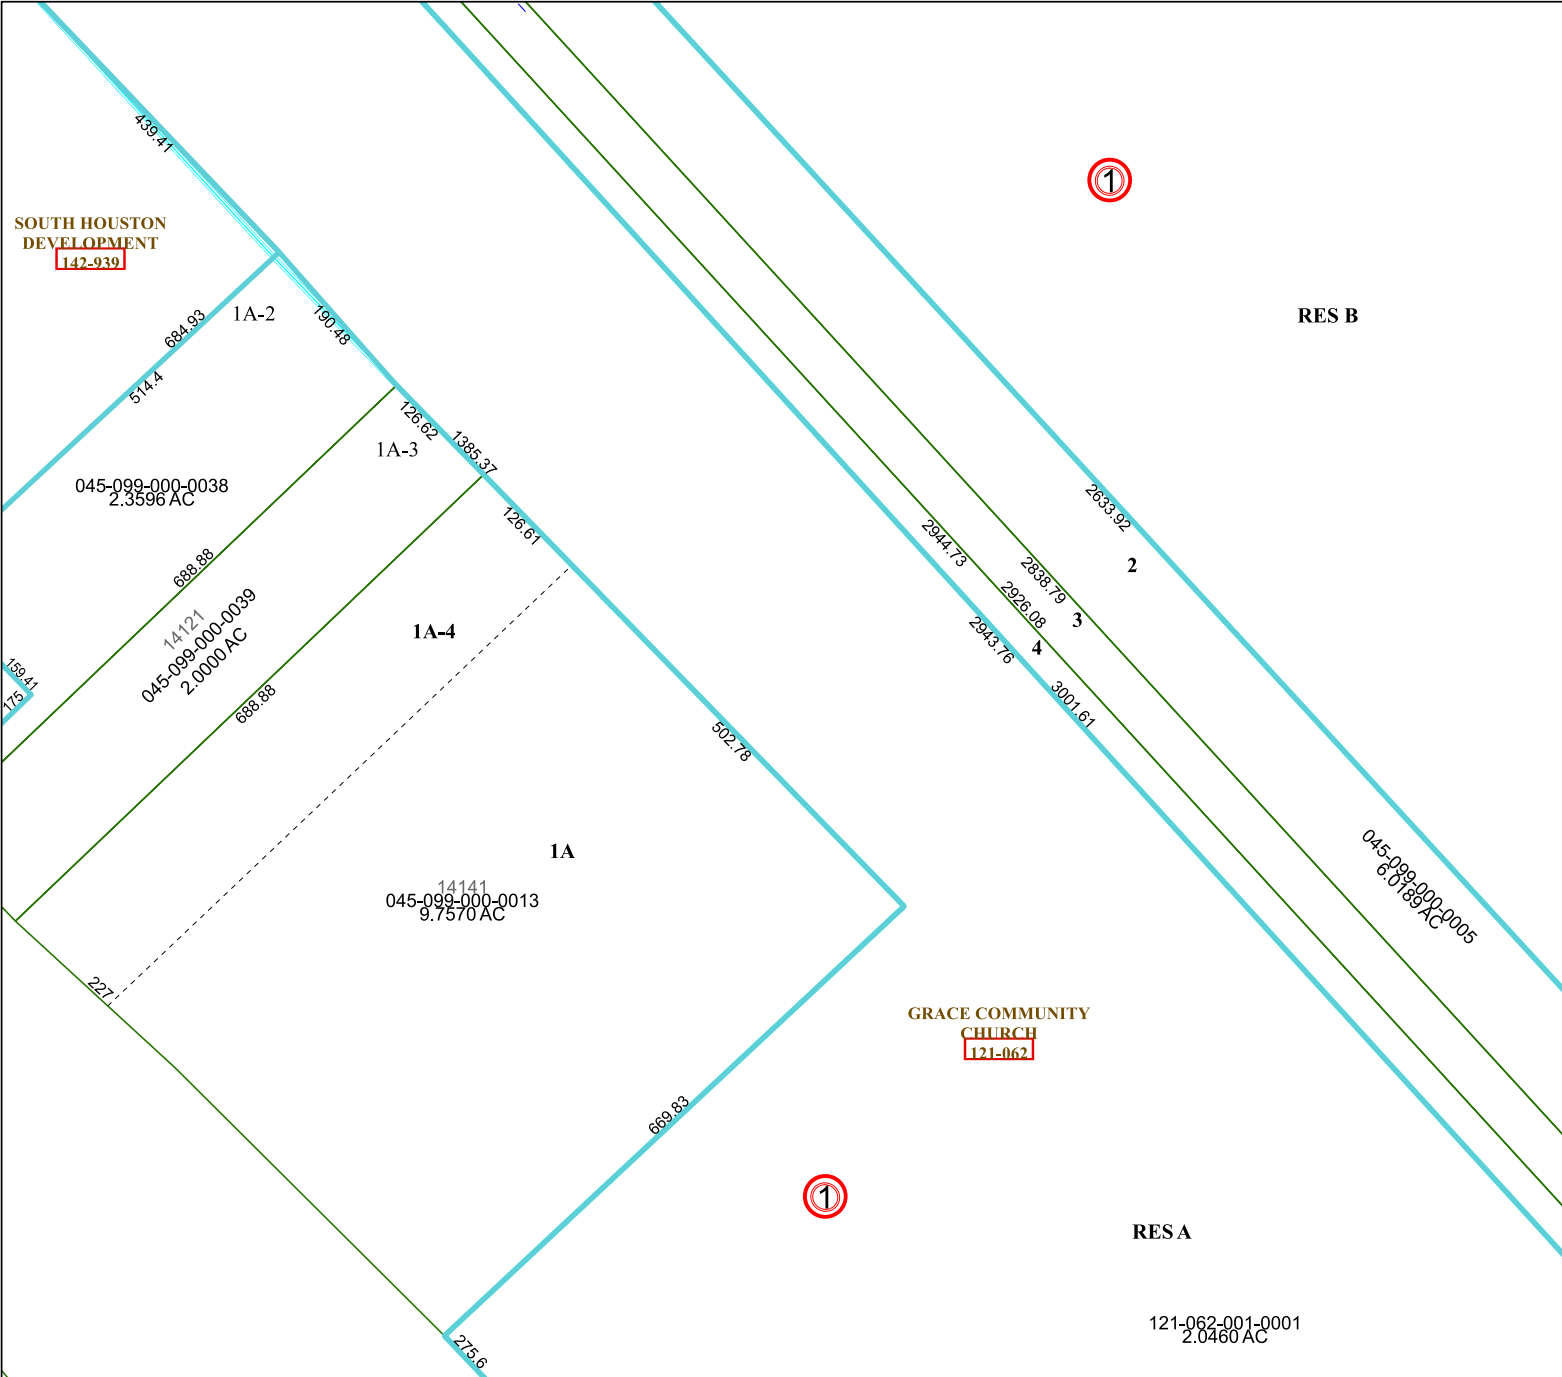 439.41
SOUTH HOUSTON
DEVELOPMENT
142-939
1
RES B
684.93
1A-2
190.48
514.4
126.62
1385.37
1A-3
045-099-000-0038
2.3596 AC
126.61
2633.92
2944.73
2
2838.79
688.88
2926.08
3
14121
045-099-000-0039
2.0000 AC
1A-4
2943.76
4
159.41
175
688.88
3001.61
502.78
1A
14141
045-099-000-0013
9.7570 AC
045-099-000-0005
6.0189 AC
227
GRACE COMMUNITY
CHURCH
121-062
669.83
1
RES A
121-062-001-0001
2.0460 AC
275.6